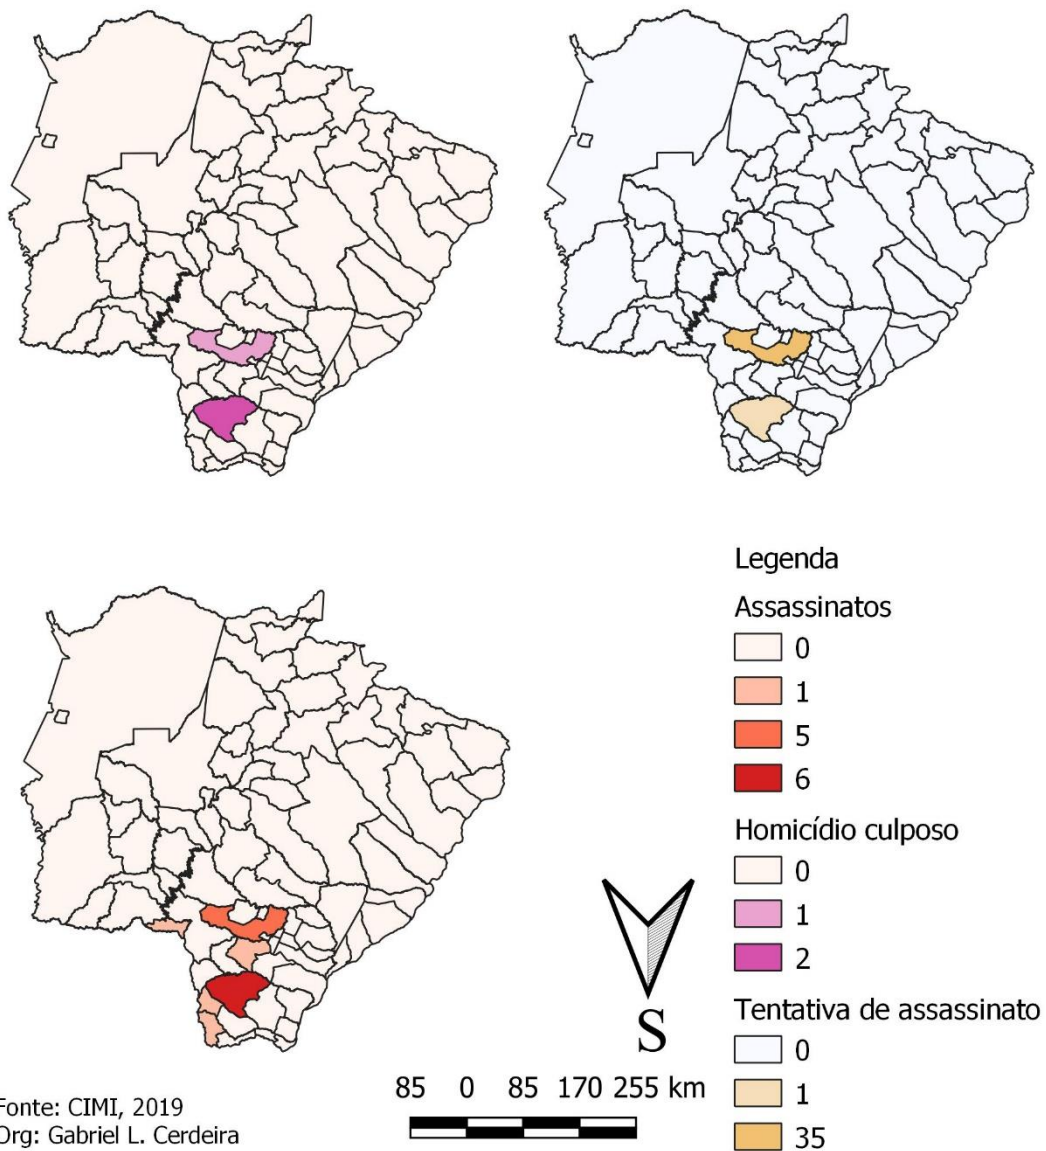 Legenda
Assassinatos
0
1
5
6
Homicídio culposo
0
1
2
Tentativa de assassinato
0
1
35
S
85 0 85 170 255 km
Fonte: CIMI, 2019
Org: Gabriel L. Cerdeira